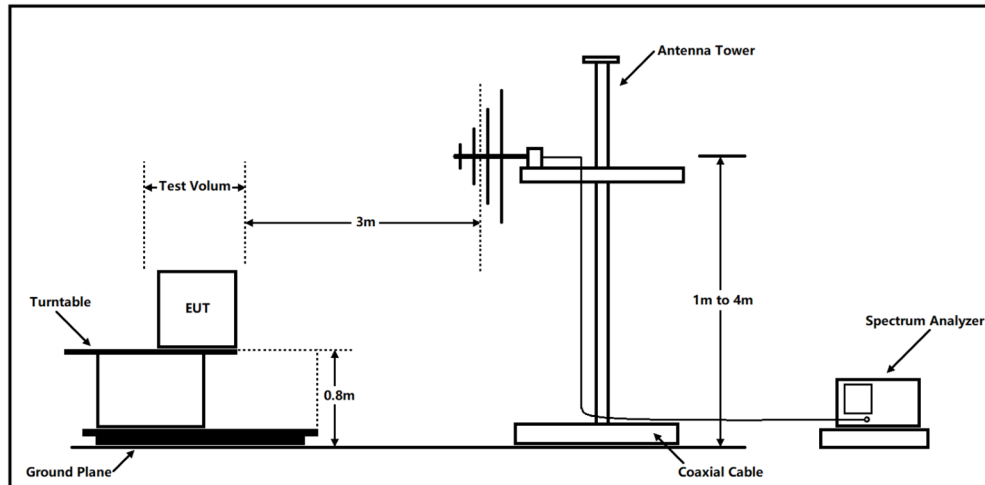 Antenna Tower
Test Volum
3m
EUT
Turntable
1m to 4m
Spectrum Analyzer
0.8m
Ground Plane
Coaxial Cable